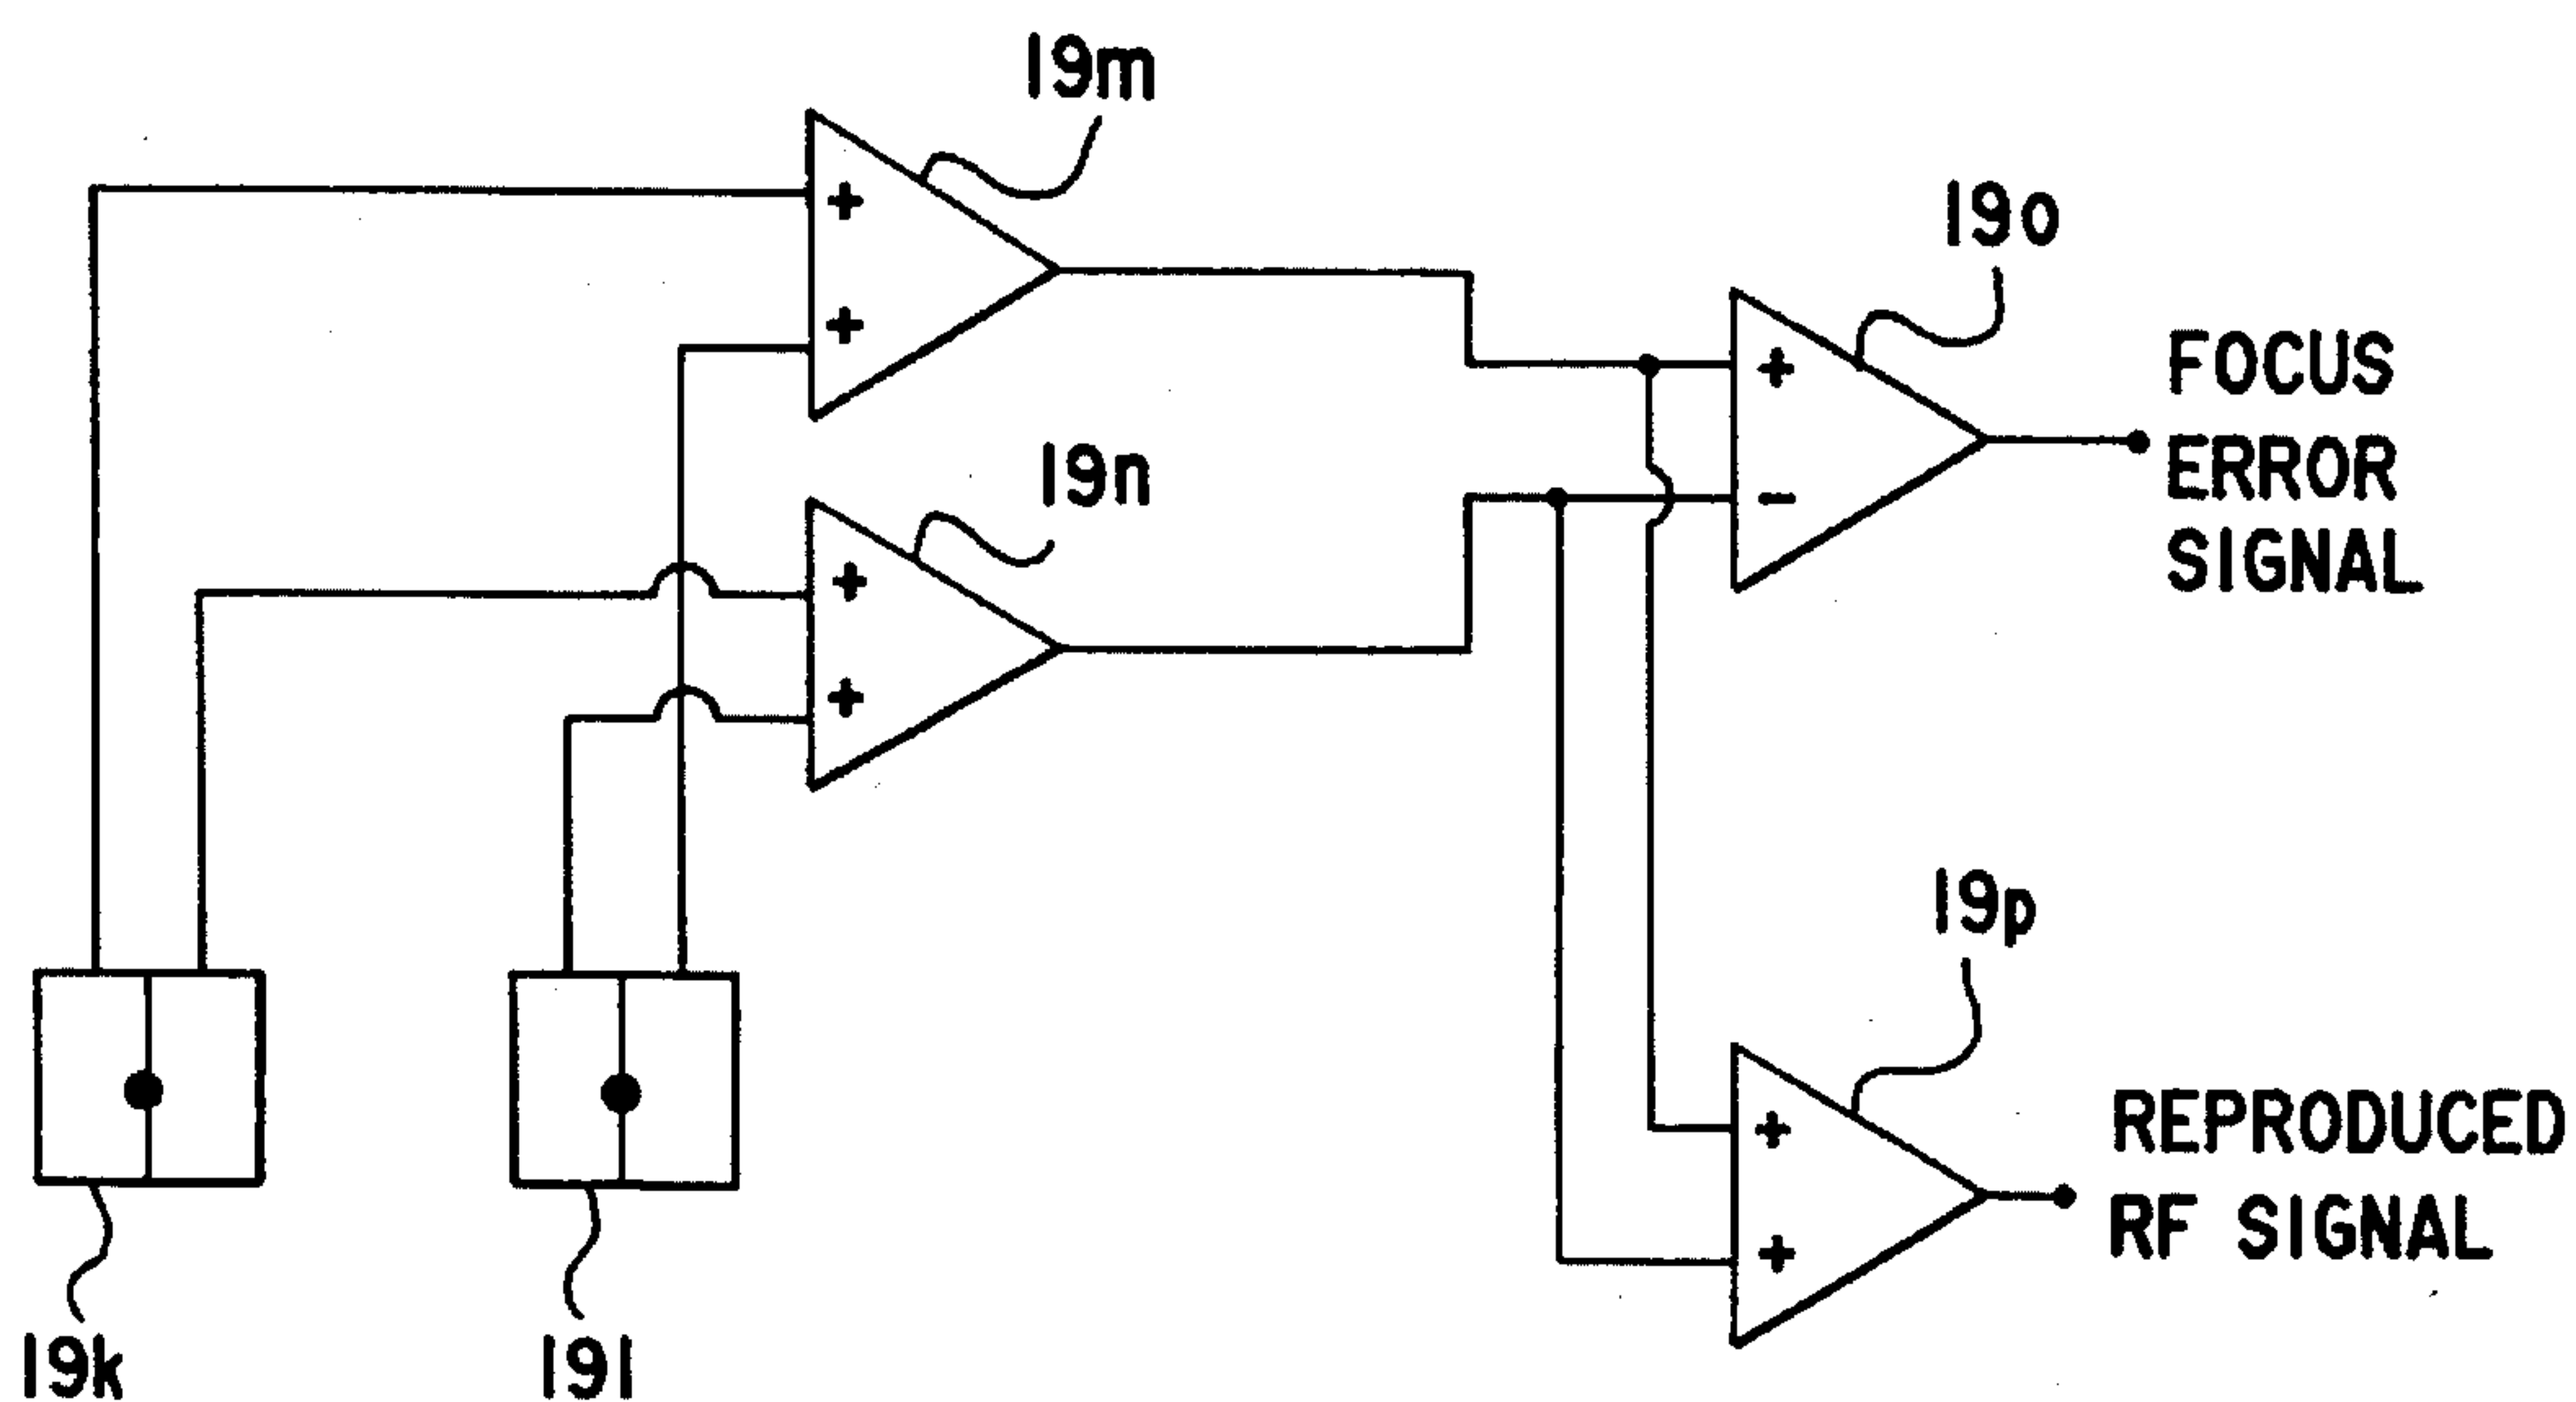 19m
19o
FOCUS
ERROR
SIGNAL
19n
19p
REPRODUCED
RF SIGNAL
19k
19l
+
+
+
+
+
-
+
+